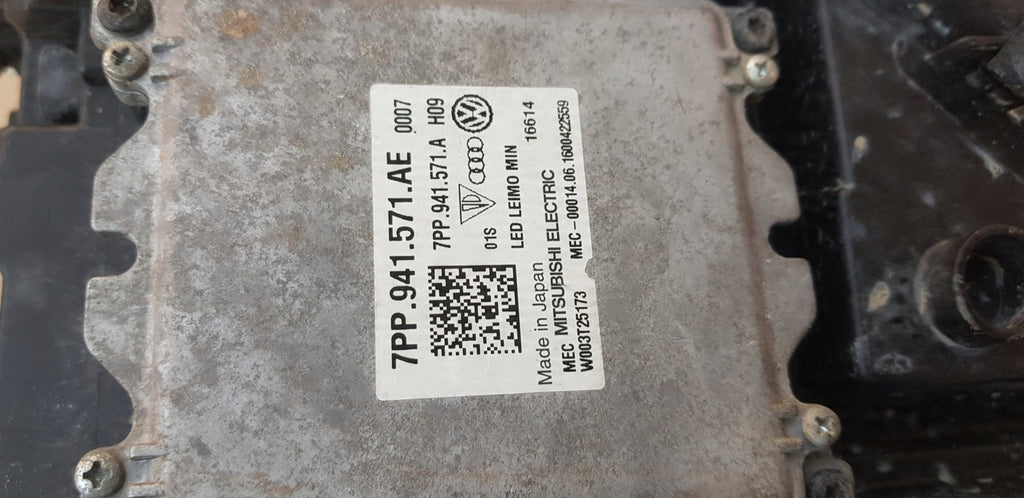 7PP.941.571.AE 0007
7PP.941.571.A H09
01S
LED LEIMO MIN
Made in Japan 16614
MEC MITSUBISHI ELECTRIC
W003T25173 MEC-00014.06.1600422559